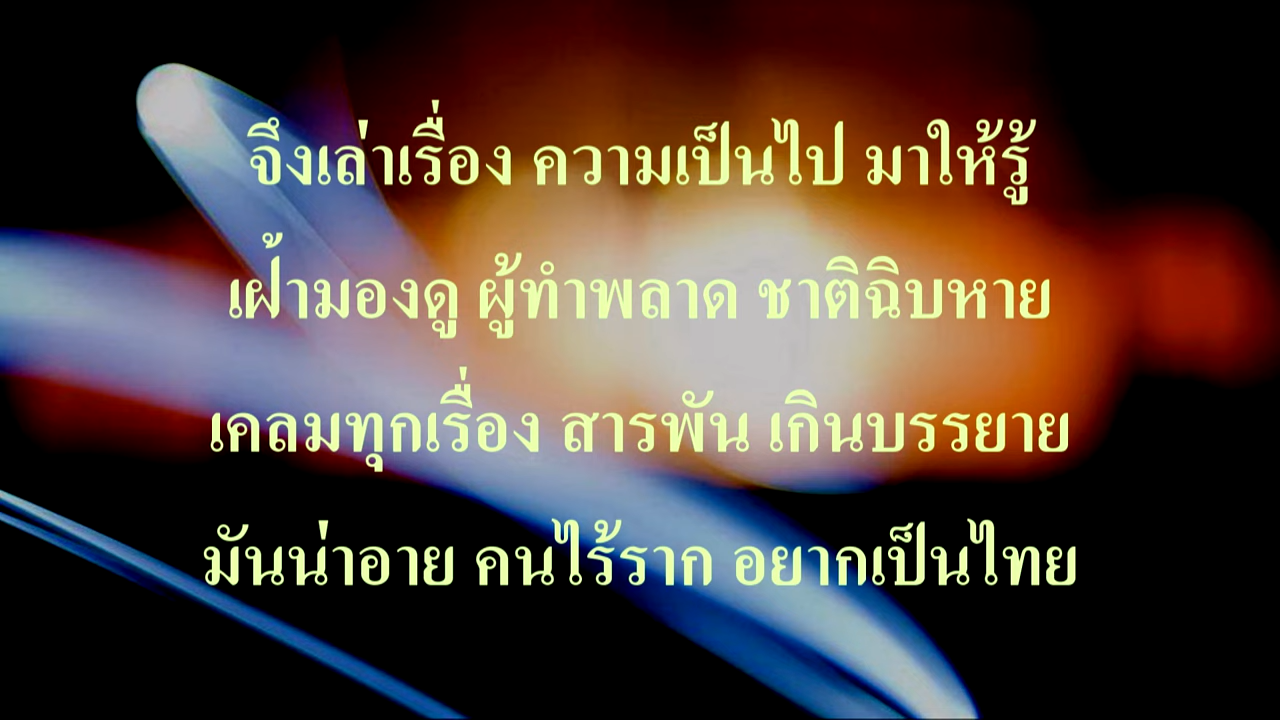 จึงเล่าเรื่อง ความเป็นไป มาให้รู้
เฝ้ามองดู ผู้ทำพลาด ชาติฉิบหาย
เคลมทุกเรื่อง สารพัน เกินบรรยาย
มันน่าอาย คนไร้ราก อยากเป็นไทย